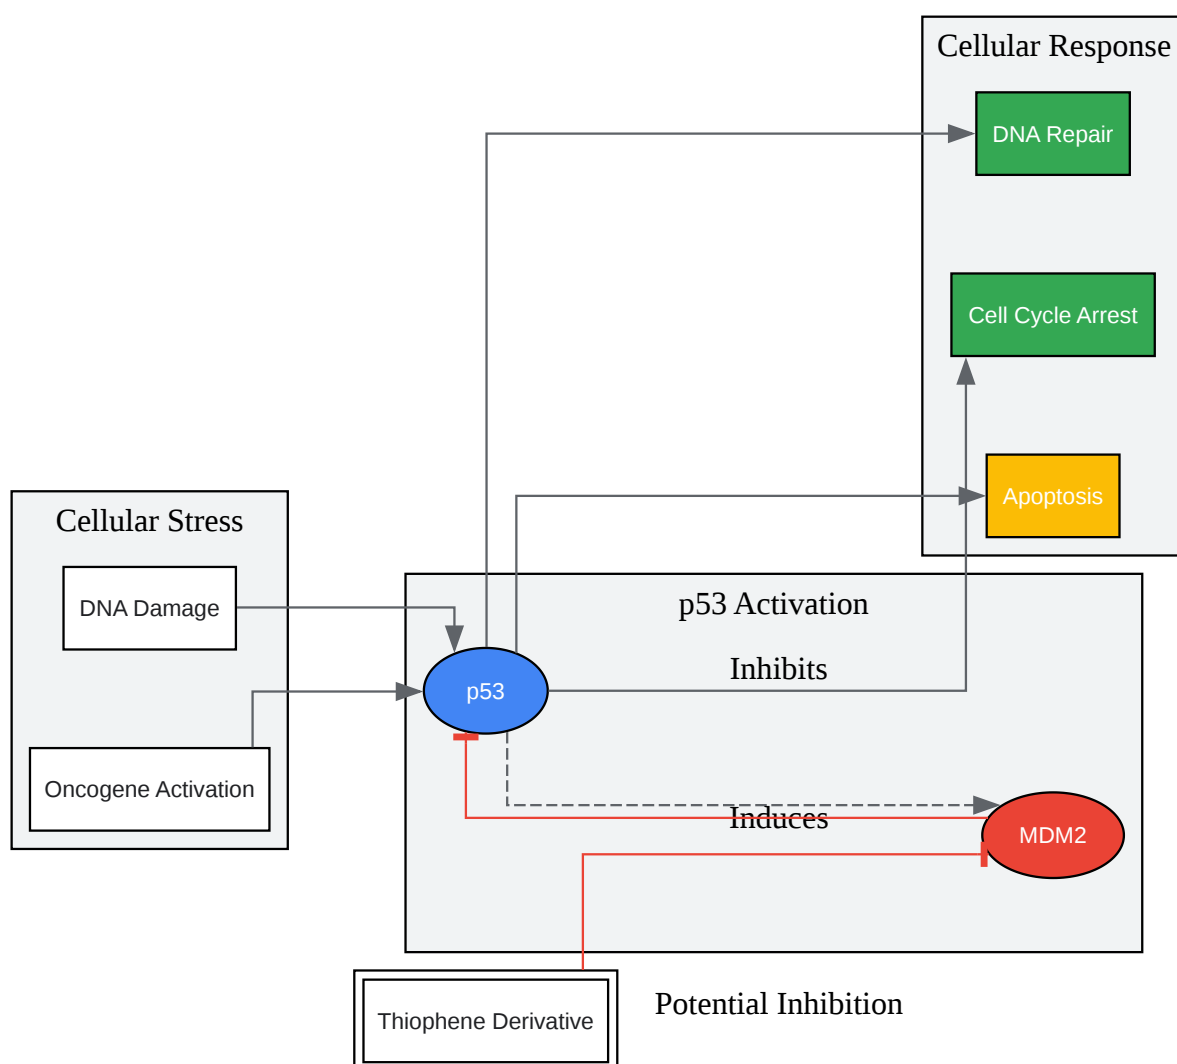 Cellular Response
DNA Repair
Cell Cycle Arrest
Apoptosis
Cellular Stress
DNA Damage
Oncogene Activation
p53 Activation
Inhibits
p53
Induces
MDM2
Potential Inhibition
Thiophene Derivative